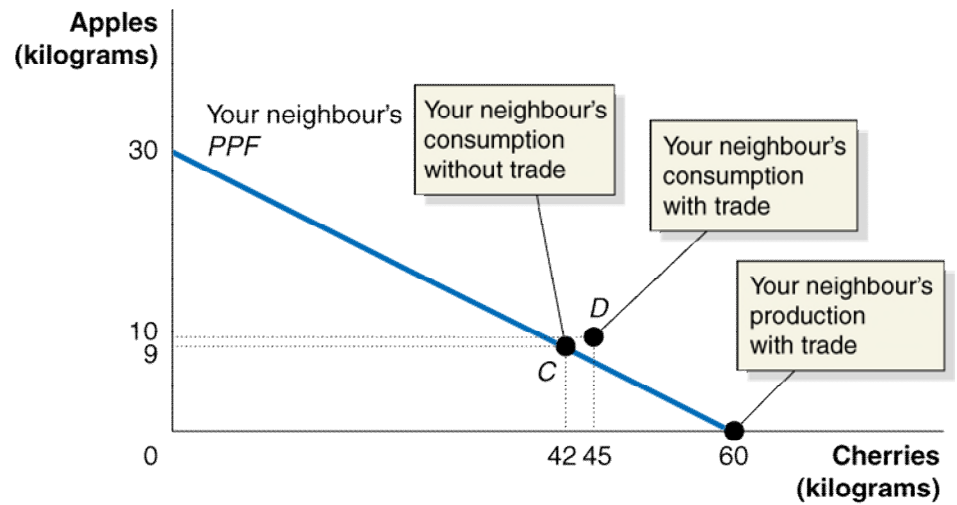 Apples
(kilograms)
Your neighbour's
PPF
Your neighbour's
consumption
without trade
Your neighbour's
consumption
with trade
Your neighbour's
production
with trade
30
10
9
D
C
0
42 45
60
Cherries
(kilograms)